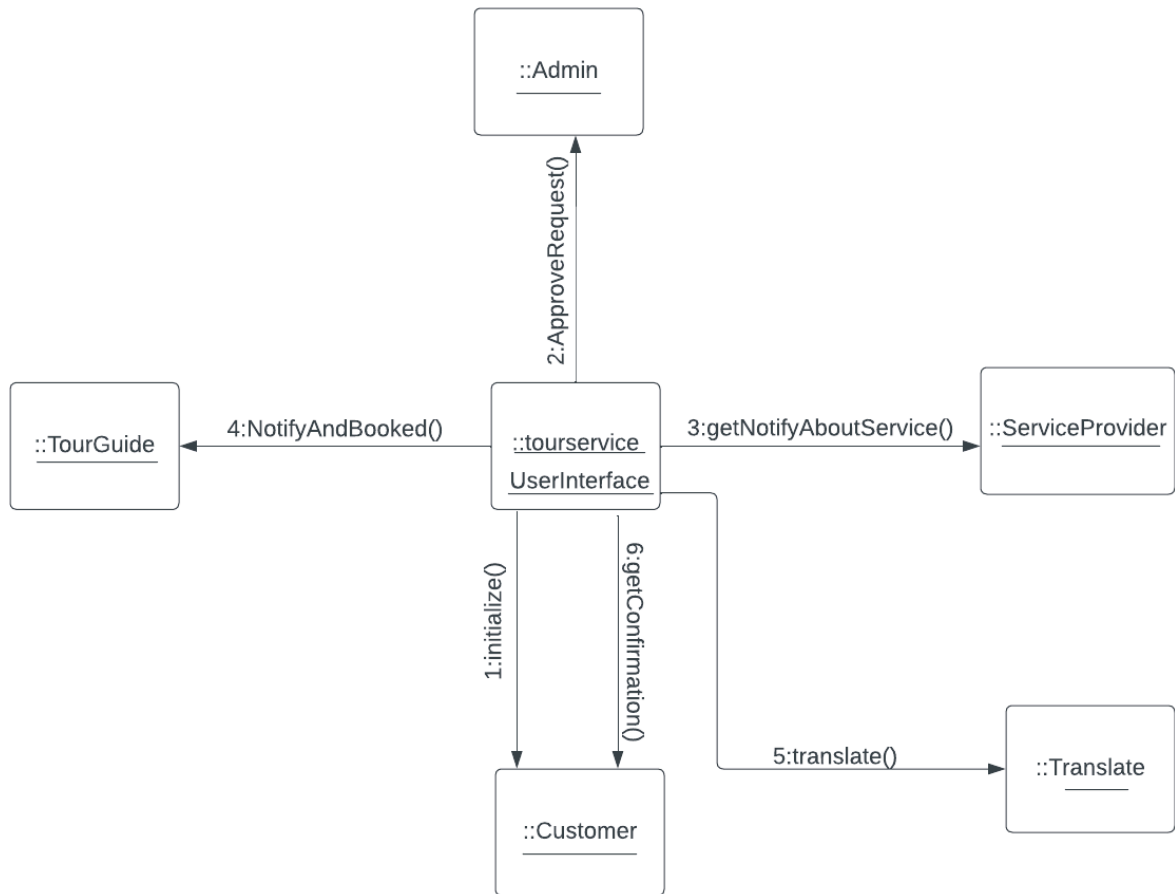 ::Admin
2:ApproveRequest()
::TourGuide
4:NotifyAndBooked()
::tourservice
UserInterface
3:getNotifyAboutService()
::ServiceProvider
1:initialize()
6:getConfirmation()
5:translate()
::Translate
::Customer